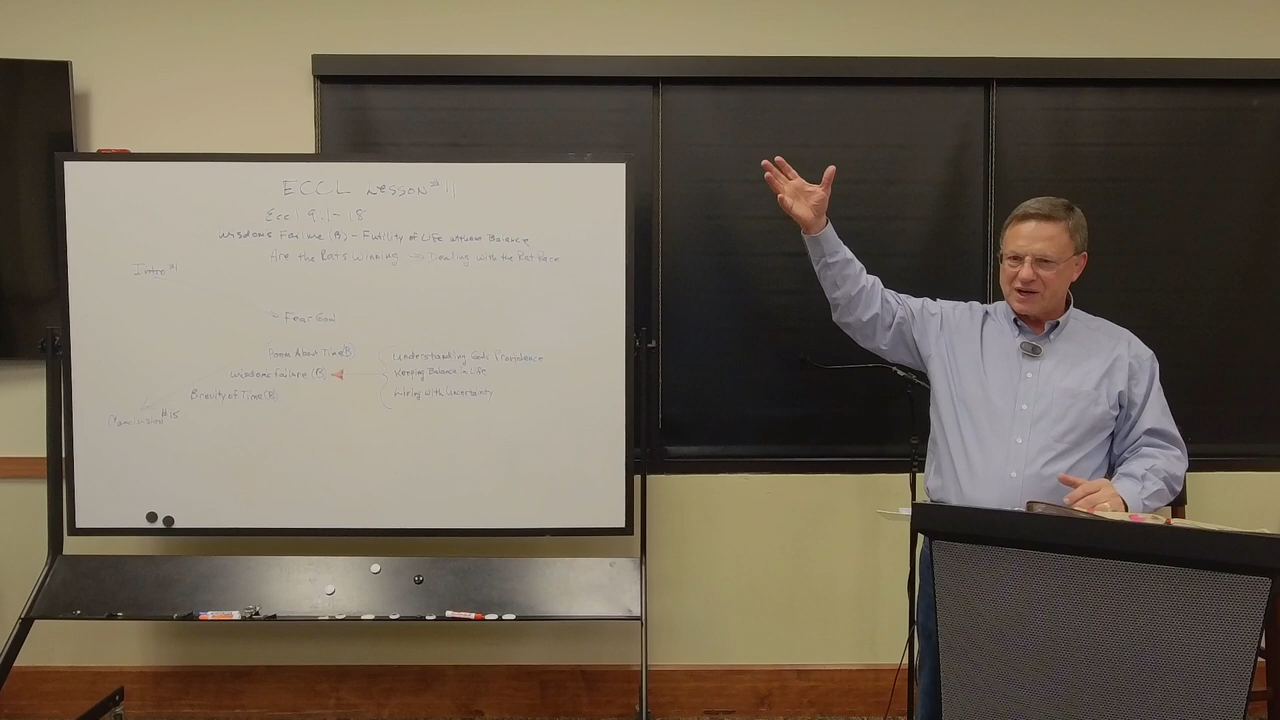 ECCL Lesson #11
Eccl 9:1-18
Wisdoms Failure (B) - Futility of Life without Balance
Are the Rats Winning → Dealing with the Rat Race
Intro #1
Fear God
Poem About Time (B)
Wisdoms Failure (B)
Brevity of Time (B)
Conclusion #15
Understanding Gods Providence
Keeping Balance in Life
Living with Uncertainty